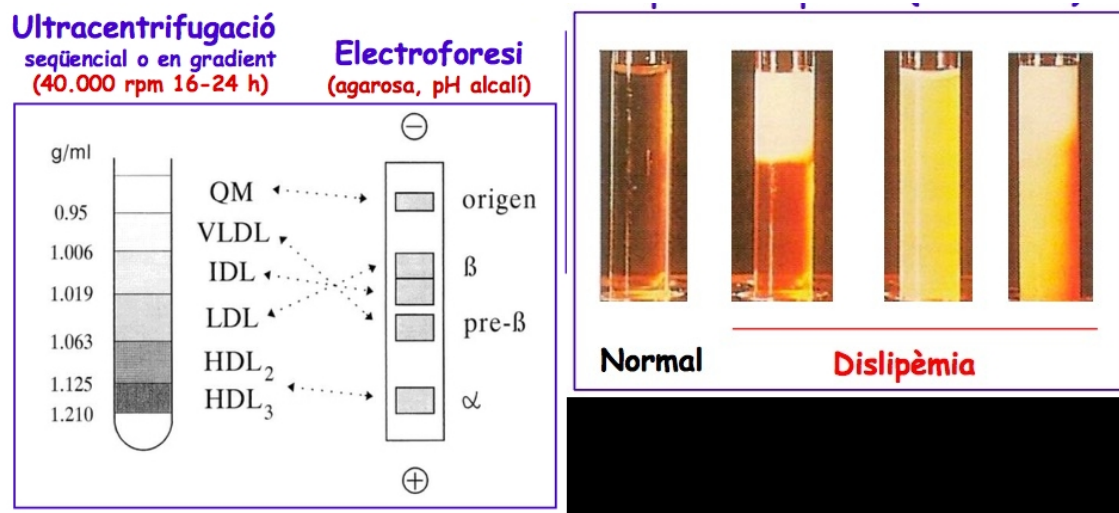 Ultracentrifugació
seqüencial o en gradient
(40.000 rpm 16-24 h)
Electroforesi
(agarosa, pH alcalí)
g/ml
0.95
1.006
1.019
1.063
1.125
1.210
QM
VLDL
IDL
LDL
HDL2
HDL3
−
origen
ß
pre-ß
α
+
Normal
Dislipèmia